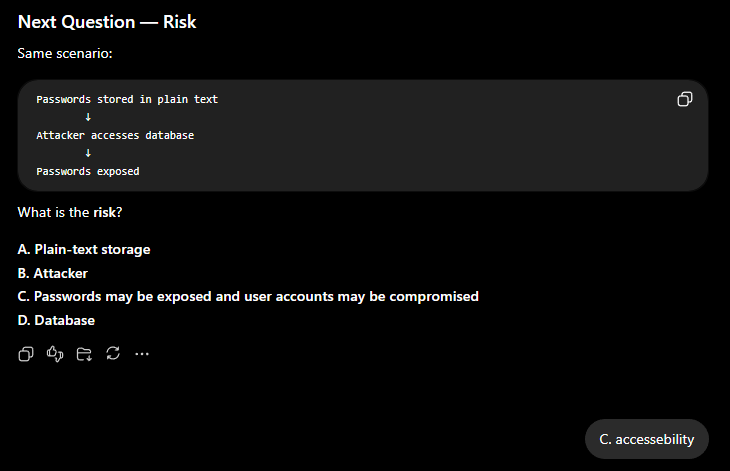 Next Question — Risk
Same scenario:
Passwords stored in plain text
↓
Attacker accesses database
↓
Passwords exposed
What is the risk?
A. Plain-text storage
B. Attacker
C. Passwords may be exposed and user accounts may be compromised
D. Database
C. accessebility